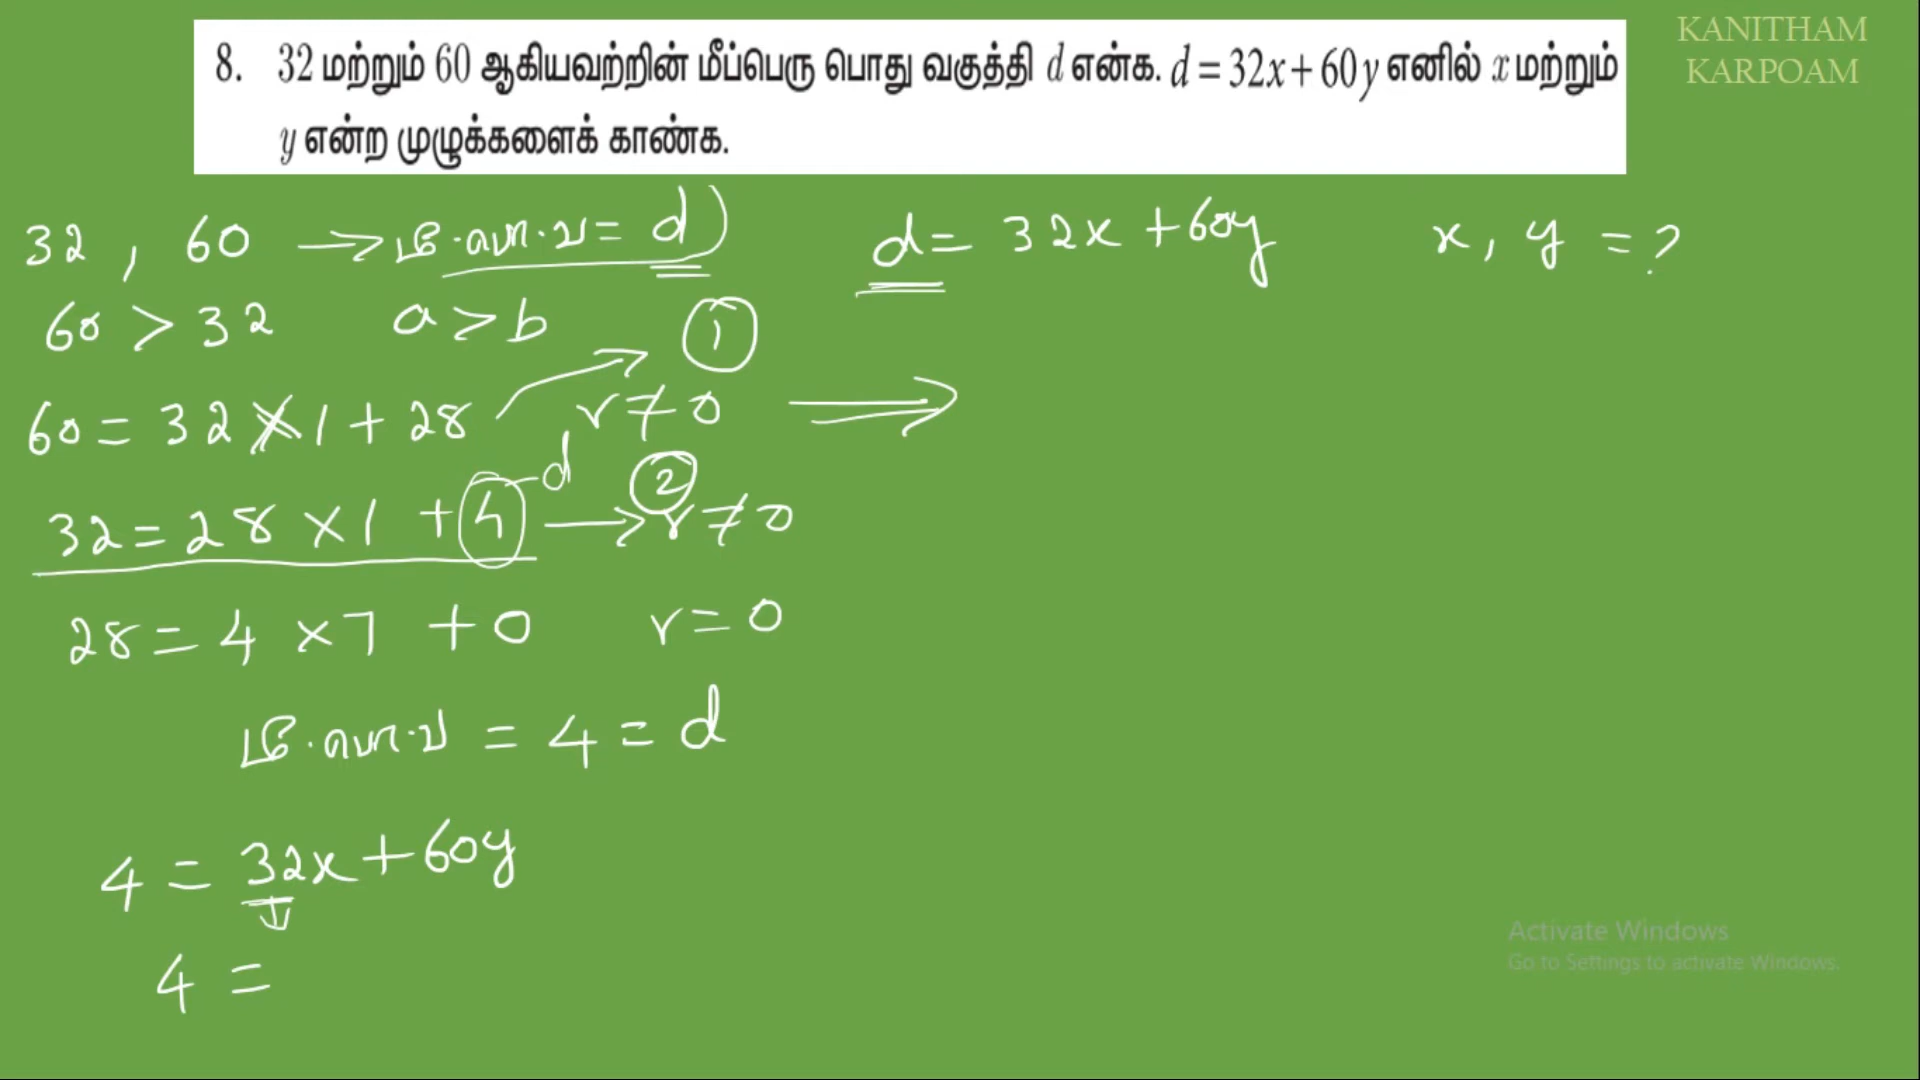 KANITHAM
KARPOAM
8. 32 மற்றும் 60 ஆகியவற்றின் மீப்பெரு பொது வகுத்தி d என்க. d = 32x + 60y எனில் x மற்றும்
y என்ற முழுக்களைக் காண்க.
32 , 60 → மீ.பொ.வ = d) d = 32x + 60y x, y = ?
60 > 32 a > b ①
60 = 32 × 1 + 28 r ≠ 0 ⇒
32 = 28 × 1 + 4 d → ② r ≠ 0
28 = 4 × 7 + 0 r = 0
மீ.பொ.வ = 4 = d
4 = 32x + 60y
4 =
Activate Windows
Go to Settings to activate Windows.